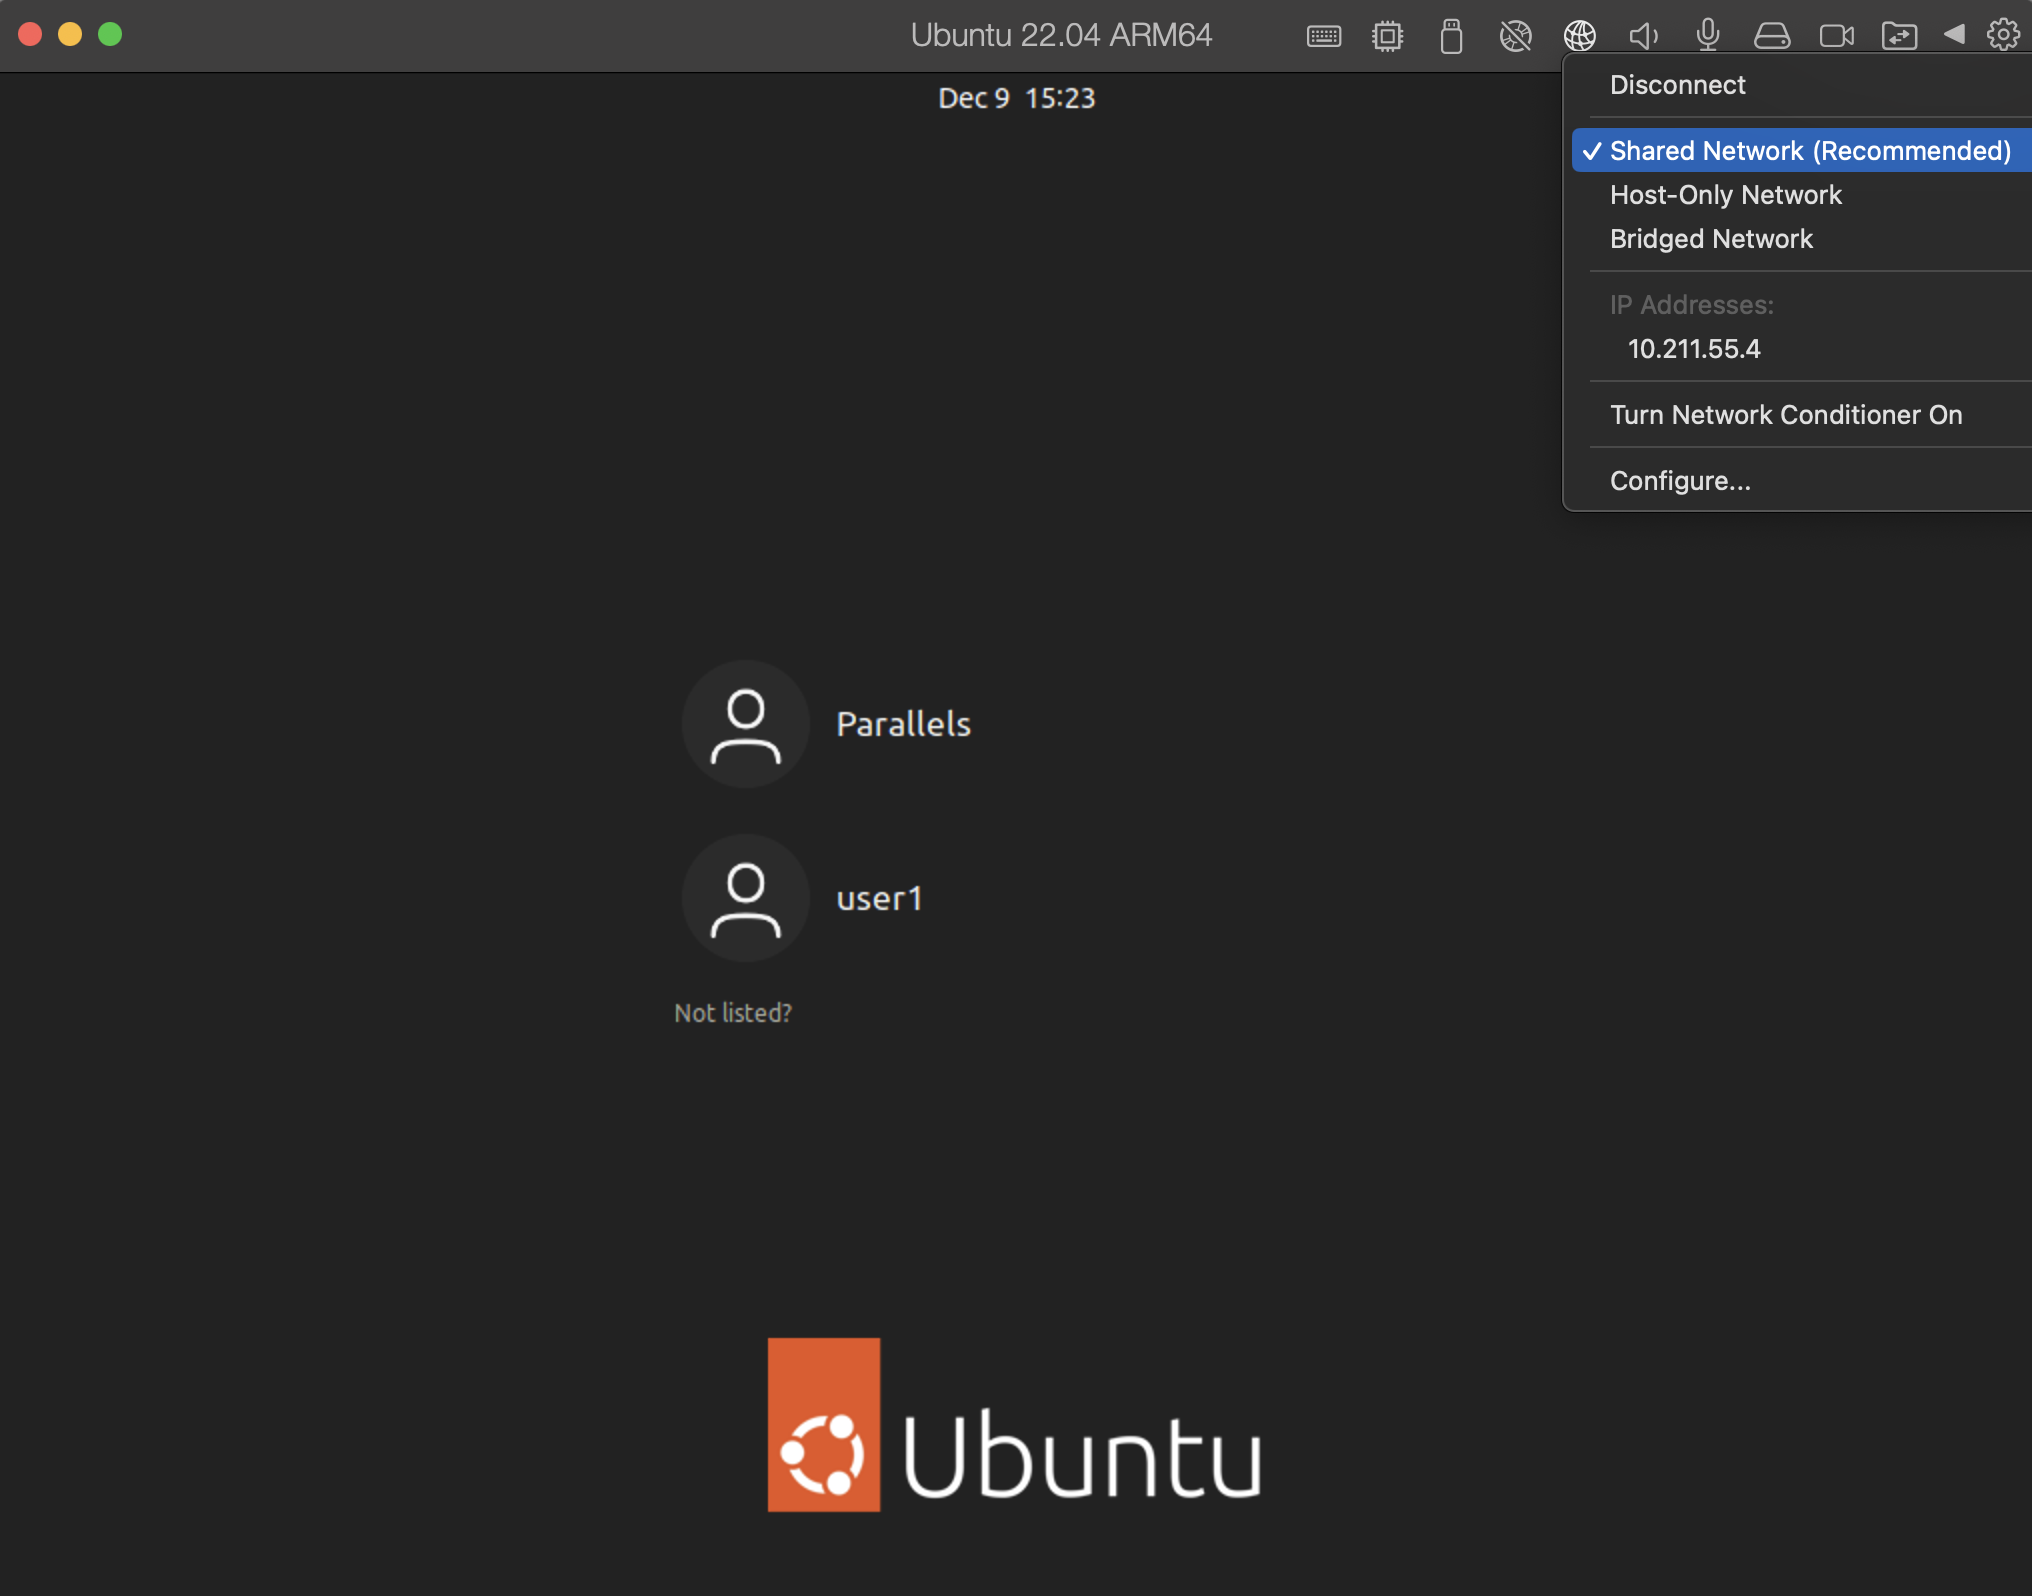 Ubuntu 22.04 ARM64
Dec 9 15:23
Disconnect
✓ Shared Network (Recommended)
Host-Only Network
Bridged Network
IP Addresses:
10.211.55.4
Turn Network Conditioner On
Configure...
Parallels
user1
Not listed?
Ubuntu